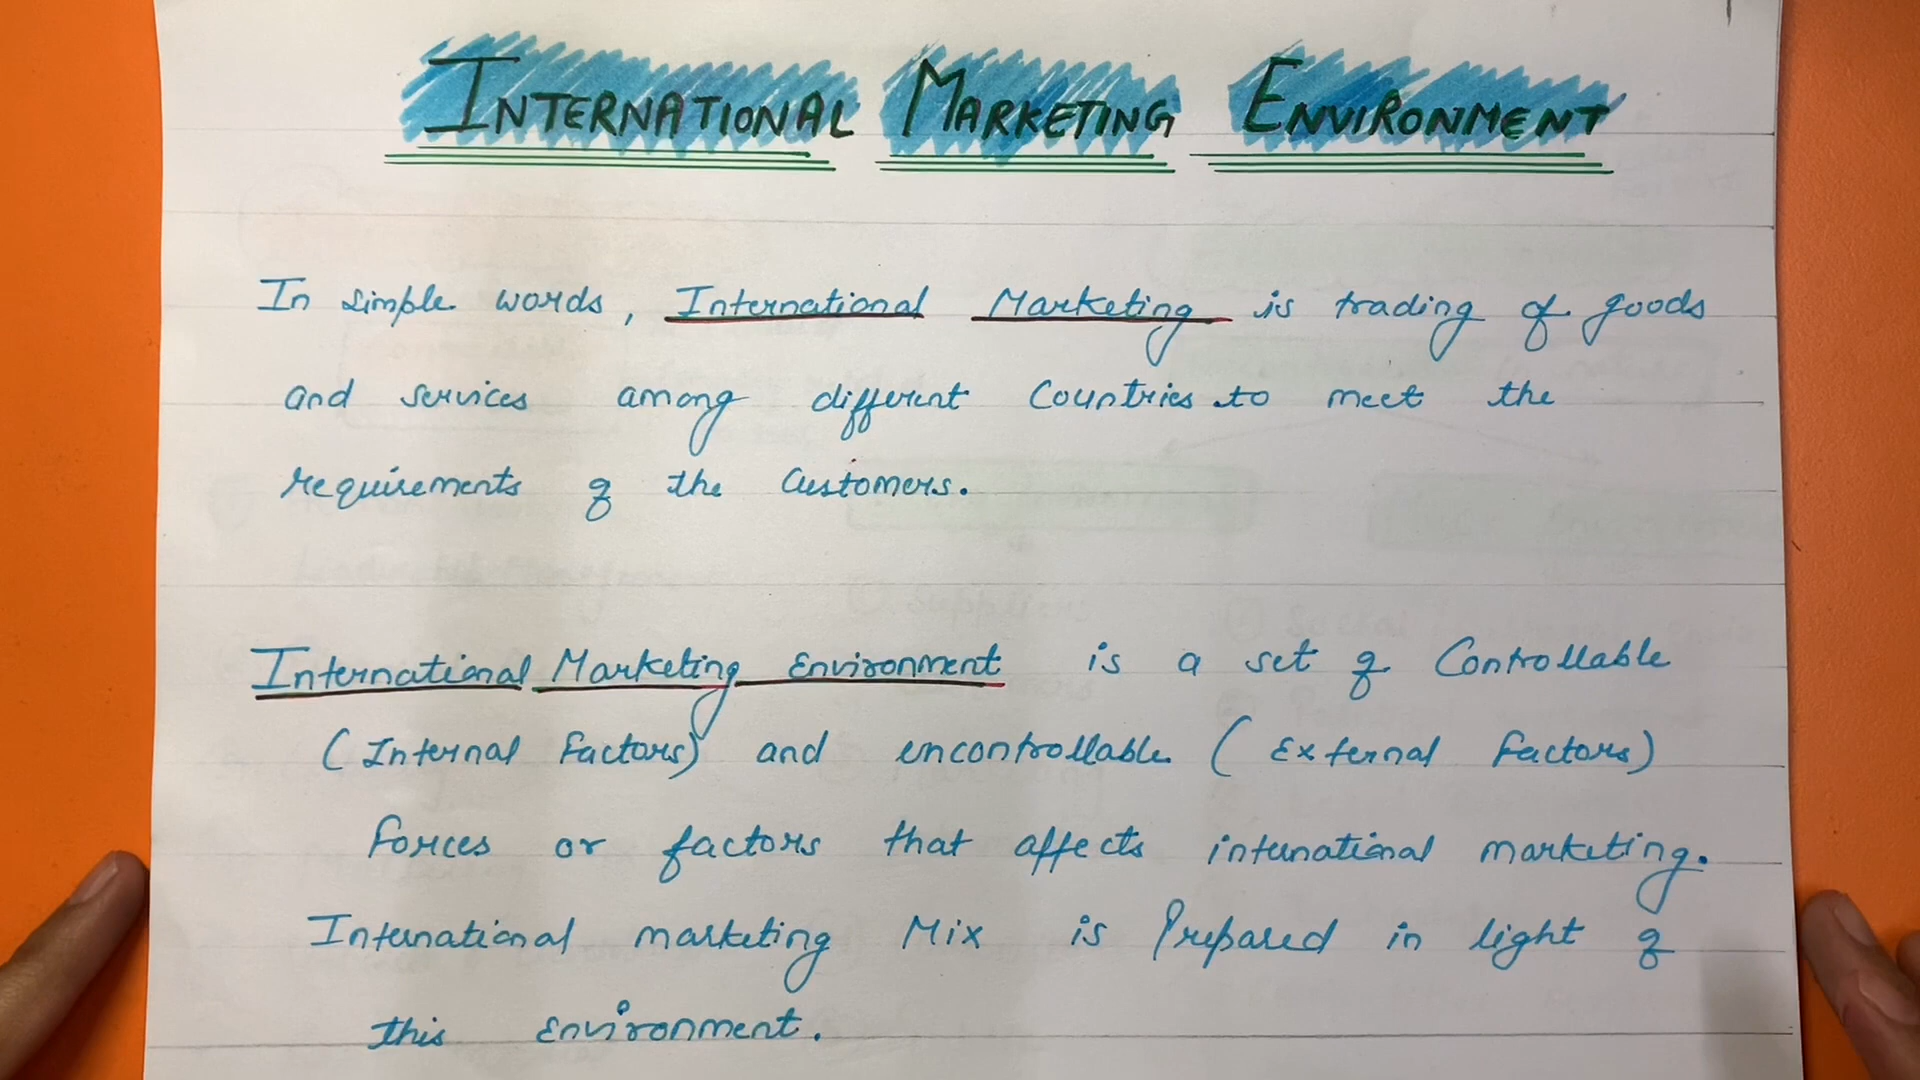 INTERNATIONAL MARKETING ENVIRONMENT
In simple words, International Marketing is trading of goods
and services among different Countries to meet the
requirements of the Customers.
International Marketing Environment is a set of Controllable
(Internal Factors) and encontrollable (External Factors)
Forces or factors that affects international marketing.
International marketing Mix is Prepared in light of
this Environment.